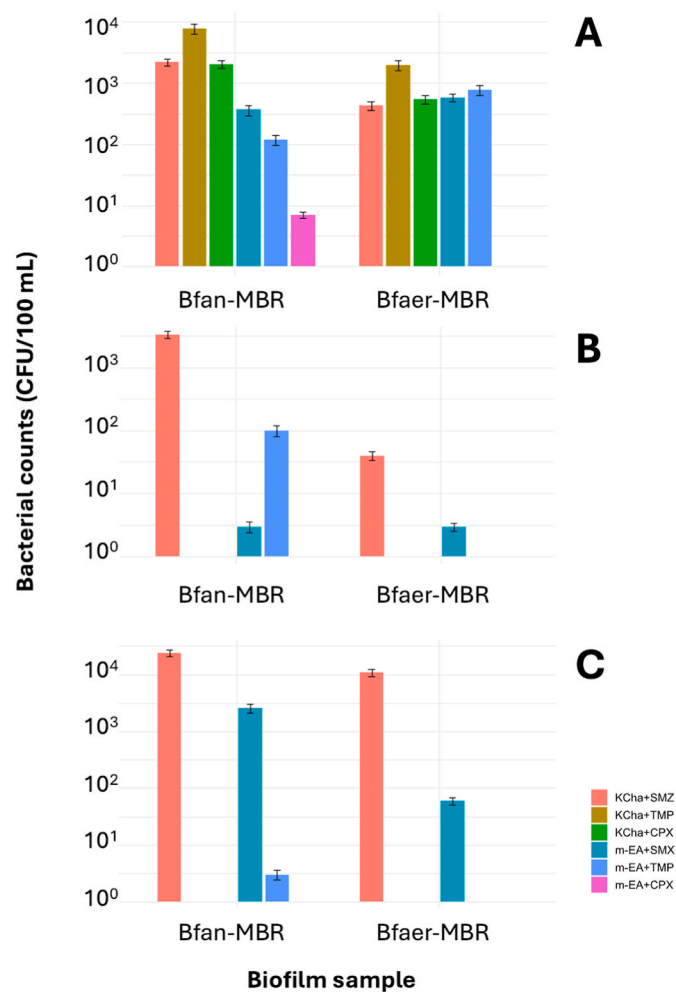 A
10⁴
10³
10²
10¹
10⁰
Bfan-MBR Bfaer-MBR
B
10³
10²
10¹
10⁰
Bfan-MBR Bfaer-MBR
C
10⁴
10³
10²
10¹
10⁰
Bfan-MBR Bfaer-MBR
Bacterial counts (CFU/100 mL)
Biofilm sample
KCha+SMZ
KCha+TMP
KCha+CPX
m-EA+SMX
m-EA+TMP
m-EA+CPX